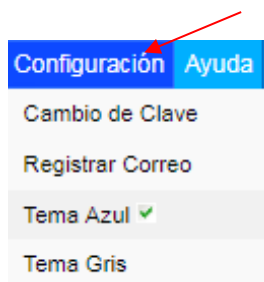 Configuración Ayuda
Cambio de Clave
Registrar Correo
Tema Azul
Tema Gris